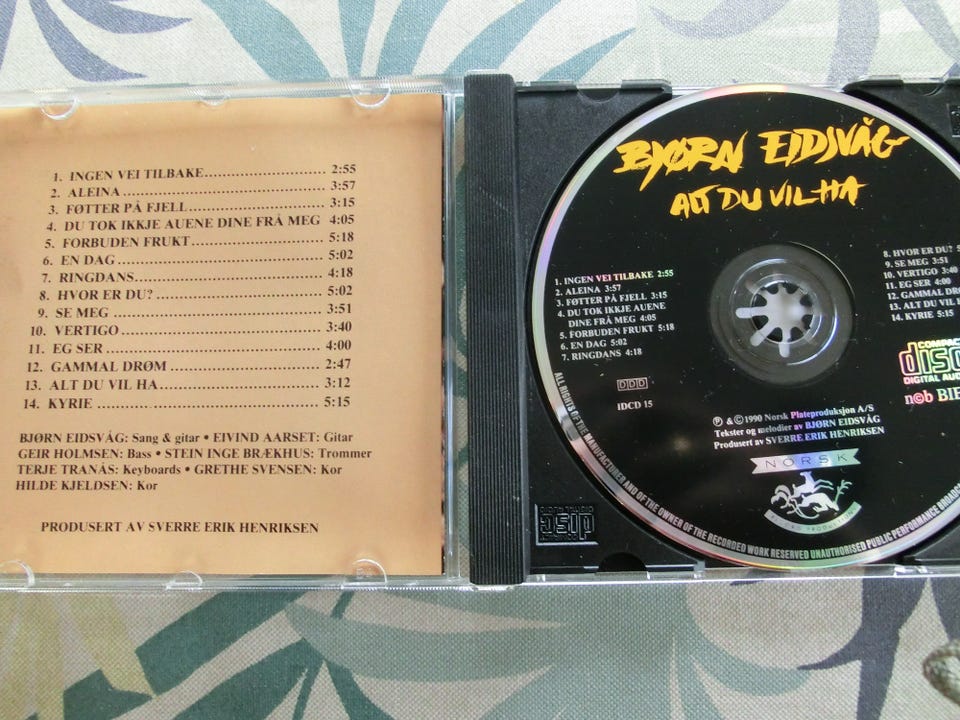 1. INGEN VEI TILBAKE.............................. 2:55
2. ALEINA.................................................... 3:57
3. FØTTER PÅ FJELL.................................. 3:15
4. DU TOK IKKJE AUENE DINE FRÅ MEG 4:05
5. FORBUDEN FRUKT................................. 5:18
6. EN DAG.................................................... 5:02
7. RINGDANS............................................... 4:18
8. HVOR ER DU?......................................... 5:02
9. SE MEG .................................................... 3:51
10. VERTIGO.................................................. 3:40
11. EG SER ...................................................... 4:00
12. GAMMAL DRØM .................................... 2:47
13. ALT DU VIL HA....................................... 3:12
14. KYRIE ....................................................... 5:15
BJØRN EIDSVÅG: Sang & gitar • EIVIND AARSET: Gitar
GEIR HOLMSEN: Bass • STEIN INGE BRÆKHUS: Trommer
TERJE TRANÅS: Keyboards • GRETHE SVENSEN: Kor
HILDE KJELDSEN: Kor
PRODUSERT AV SVERRE ERIK HENRIKSEN
BJØRN EIDSVÅG
ALT DU VIL HA
1. INGEN VEI TILBAKE 2:55
2. ALEINA 3:57
3. FØTTER PÅ FJELL 3:15
4. DU TOK IKKJE AUENE
DINE FRÅ MEG 4:05
5. FORBUDEN FRUKT 5:18
6. EN DAG 5:02
7. RINGDANS 4:18
8. HVOR ER DU? 5
9. SE MEG 3:51
10. VERTIGO 3:40
11. EG SER 4:00
12. GAMMAL DRØ
13. ALT DU VIL H
14. KYRIE 5:15
DDD
IDCD 15
COMPAC
disc
DIGITAL AUD
n©b BIE
℗ & © 1990 Norsk Plateproduksjon A/S
Tekster og melodier av BJØRN EIDSVÅG
Produsert av SVERRE ERIK HENRIKSEN
NORSK
ALL RIGHTS OF THE MANUFACTURER AND OF THE OWNER OF THE RECORDED WORK RESERVED UNAUTHORISED PUBLIC PERFORMANCE BROADC
disc